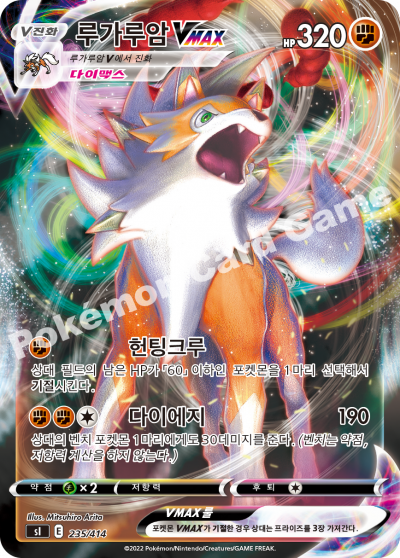 V진화
루가루암 VMAX
HP 320
루가루암V에서 진화
다이맥스
Pokémon Card Game
헌팅크루
상대 필드의 남은 HP가 「60」 이하인 포켓몬을 1마리 선택해서
기절시킨다.
다이에지 190
상대의 벤치 포켓몬 1마리에게도 30데미지를 준다. (벤치는 약점,
저항력 계산을 하지 않는다.)
약점 ×2 저항력 후퇴
Illus. Mitsuhiro Arita
sI E 235/414
VMAX룰
포켓몬VMAX가 기절한 경우 상대는 프라이즈를 3장 가져간다.
©2022 Pokémon/Nintendo/Creatures/GAME FREAK.